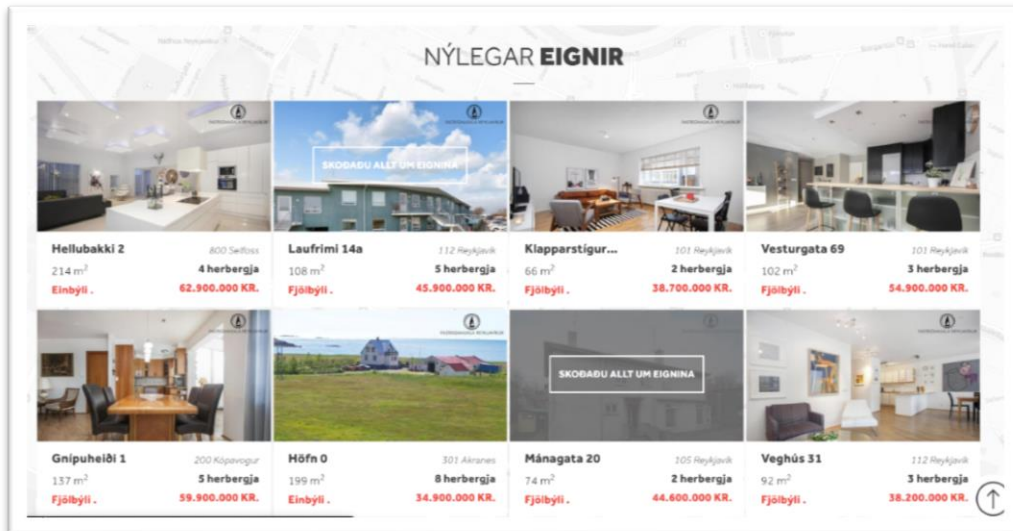 NÝLEGAR EIGNIR
SKOÐAÐU ALLT UM EIGNINA
Hellubakki 2 800 Selfoss
214 m² 4 herbergja
Einbýli . 62.900.000 KR.
Laufrimi 14a 112 Reykjavík
108 m² 5 herbergja
Fjölbýli . 45.900.000 KR.
Klapparstígur... 101 Reykjavík
66 m² 2 herbergja
Fjölbýli . 38.700.000 KR.
Vesturgata 69 101 Reykjavík
102 m² 3 herbergja
Fjölbýli . 54.900.000 KR.
SKOÐAÐU ALLT UM EIGNINA
Gnípuheiði 1 200 Kópavogur
137 m² 5 herbergja
Fjölbýli . 59.900.000 KR.
Höfn 0 301 Akranes
199 m² 8 herbergja
Einbýli . 34.900.000 KR.
Mánagata 20 105 Reykjavík
74 m² 2 herbergja
Fjölbýli . 44.600.000 KR.
Veghús 31 112 Reykjavík
92 m² 3 herbergja
Fjölbýli . 38.200.000 KR.